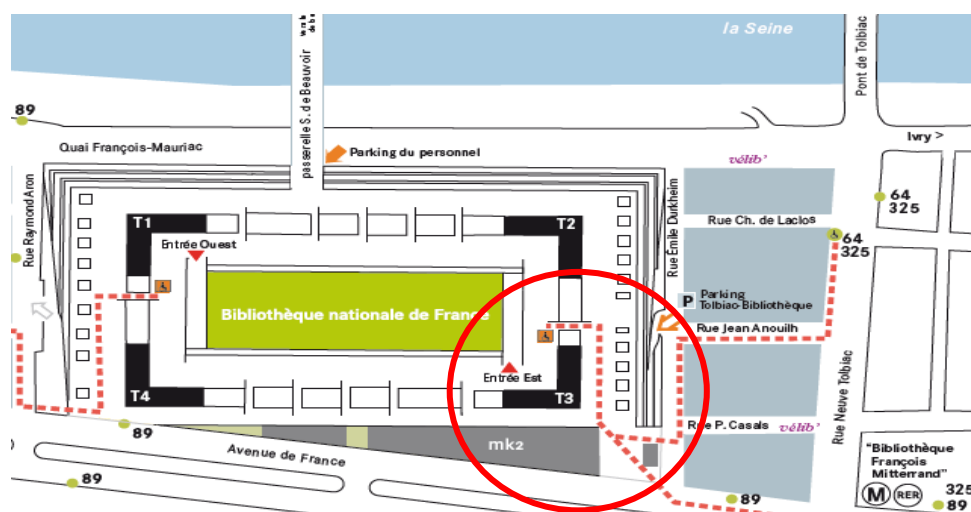 la Seine
Pont de Tolbiac
passerelle S. de Beauvoir
89
Quai François-Mauriac
Parking du personnel
Ivry >
vélib'
Rue Raymond Aron
Rue Emile Durkheim
64
325
T1
T2
Rue Ch. de Laclos
64
325
Entrée Ouest
P
Parking
Tolbiac-Bibliothèque
Bibliothèque nationale de France
Rue Jean Anouilh
Entrée Est
T4
T3
Rue Neuve Tolbiac
89
mk2
Rue P. Casals
vélib'
Avenue de France
"Bibliothèque
François
Mitterrand"
M
RER
325
89
89
89